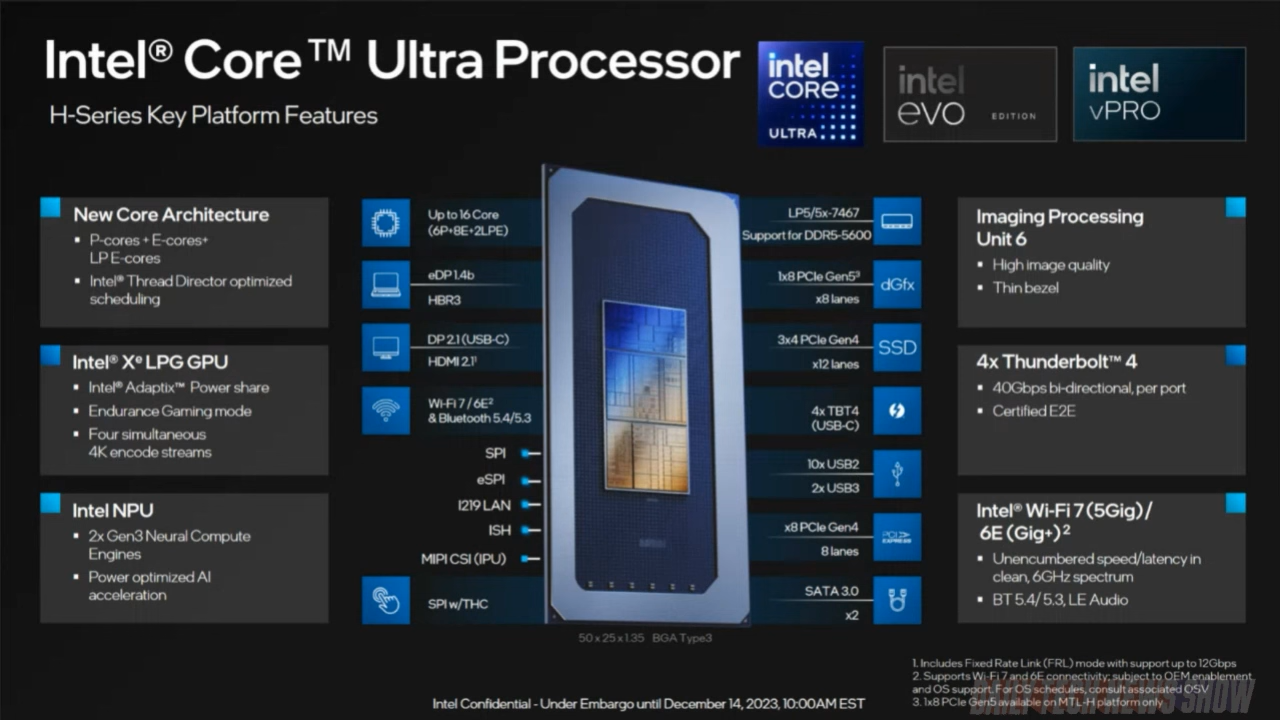 Intel® Core™ Ultra Processor
H-Series Key Platform Features
intel
CORE
ULTRA
intel
evo
EDITION
intel
vPRO
New Core Architecture
▪ P-cores + E-cores+
LP E-cores
▪ Intel® Thread Director optimized
scheduling
Intel® Xᵉ LPG GPU
▪ Intel® Adaptix™ Power share
▪ Endurance Gaming mode
▪ Four simultaneous
4K encode streams
Intel NPU
▪ 2x Gen3 Neural Compute
Engines
▪ Power optimized AI
acceleration
Up to 16 Core
(6P+8E+2LPE)
eDP 1.4b
HBR3
DP 2.1 (USB-C)
HDMI 2.1¹
Wi-Fi 7 / 6E²
& Bluetooth 5.4/5.3
SPI
eSPI
I219 LAN
ISH
MIPI CSI (IPU)
SPI w/THC
LP5/5x-7467
Support for DDR5-5600
1x8 PCIe Gen5³
x8 lanes
dGfx
3x4 PCIe Gen4
x12 lanes
SSD
4x TBT4
(USB-C)
10x USB2
2x USB3
x8 PCIe Gen4
8 lanes
PCI
EXPRESS
SATA 3.0
x2
50 x 25 x 1.35 BGA Type3
Imaging Processing
Unit 6
▪ High image quality
▪ Thin bezel
4x Thunderbolt™ 4
▪ 40Gbps bi-directional, per port
▪ Certified E2E
Intel® Wi-Fi 7 (5Gig) /
6E (Gig+)²
▪ Unencumbered speed/latency in
clean, 6GHz spectrum
▪ BT 5.4/ 5.3, LE Audio
1. Includes Fixed Rate Link (FRL) mode with support up to 12Gbps
2. Supports Wi-Fi 7 and 6E connectivity; subject to OEM enablement
and OS support. For OS schedules, consult associated OSV
3. 1x8 PCIe Gen5 available on MTL-H platform only
DAILY TECH NEWS SHOW
Intel Confidential - Under Embargo until December 14, 2023, 10:00AM EST